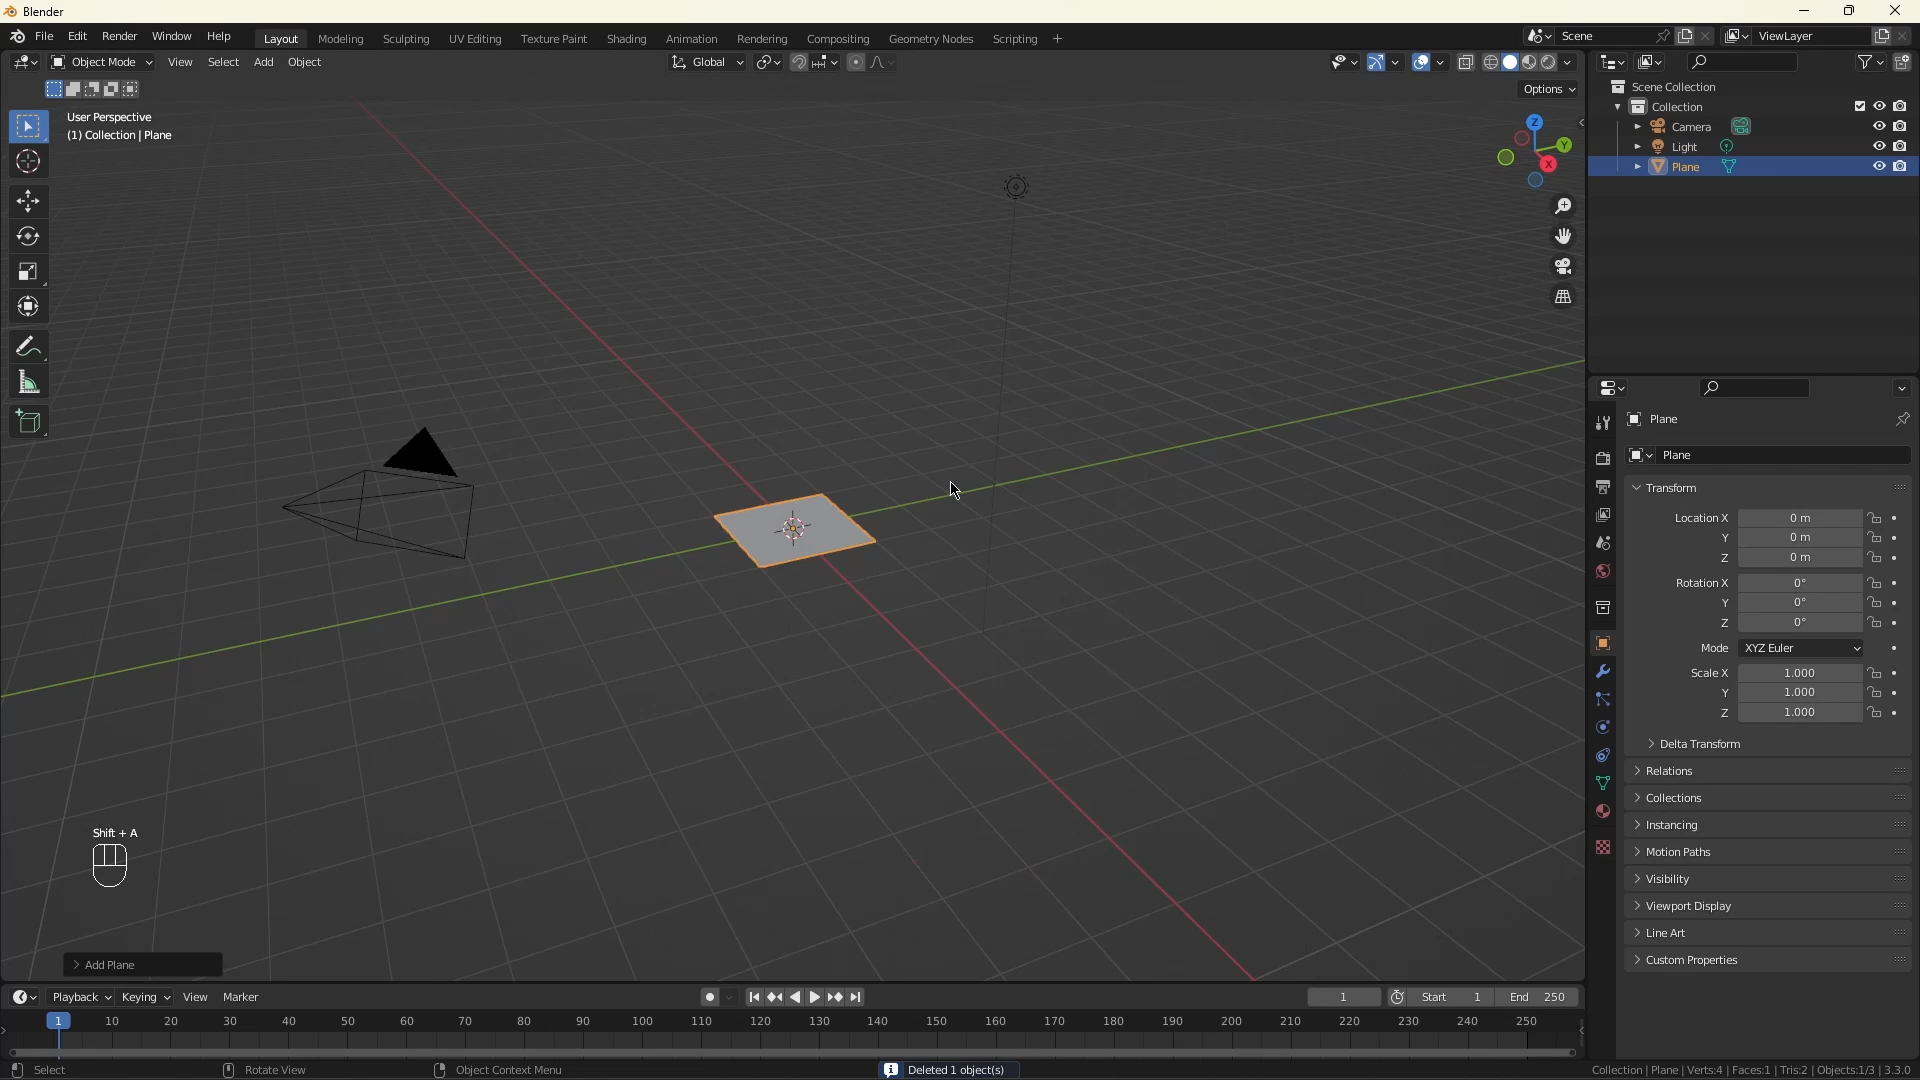 Blender
File Edit Render Window Help
Layout Modeling Sculpting UV Editing Texture Paint Shading Animation Rendering Compositing Geometry Nodes Scripting +
Scene
ViewLayer
Object Mode View Select Add Object
Global
Options
User Perspective
(1) Collection | Plane
Z
Y
X
Scene Collection
Collection
Camera
Light
Plane
Plane
Plane
Transform
Location X 0 m
Y 0 m
Z 0 m
Rotation X 0°
Y 0°
Z 0°
Mode XYZ Euler
Scale X 1.000
Y 1.000
Z 1.000
Delta Transform
Relations
Collections
Instancing
Motion Paths
Visibility
Viewport Display
Line Art
Custom Properties
Shift + A
Add Plane
Playback Keying View Marker
1 Start 1 End 250
1 10 20 30 40 50 60 70 80 90 100 110 120 130 140 150 160 170 180 190 200 210 220 230 240 250
Select Rotate View Object Context Menu
Deleted 1 object(s)
Collection | Plane | Verts:4 | Faces:1 | Tris:2 | Objects:1/3 | 3.3.0